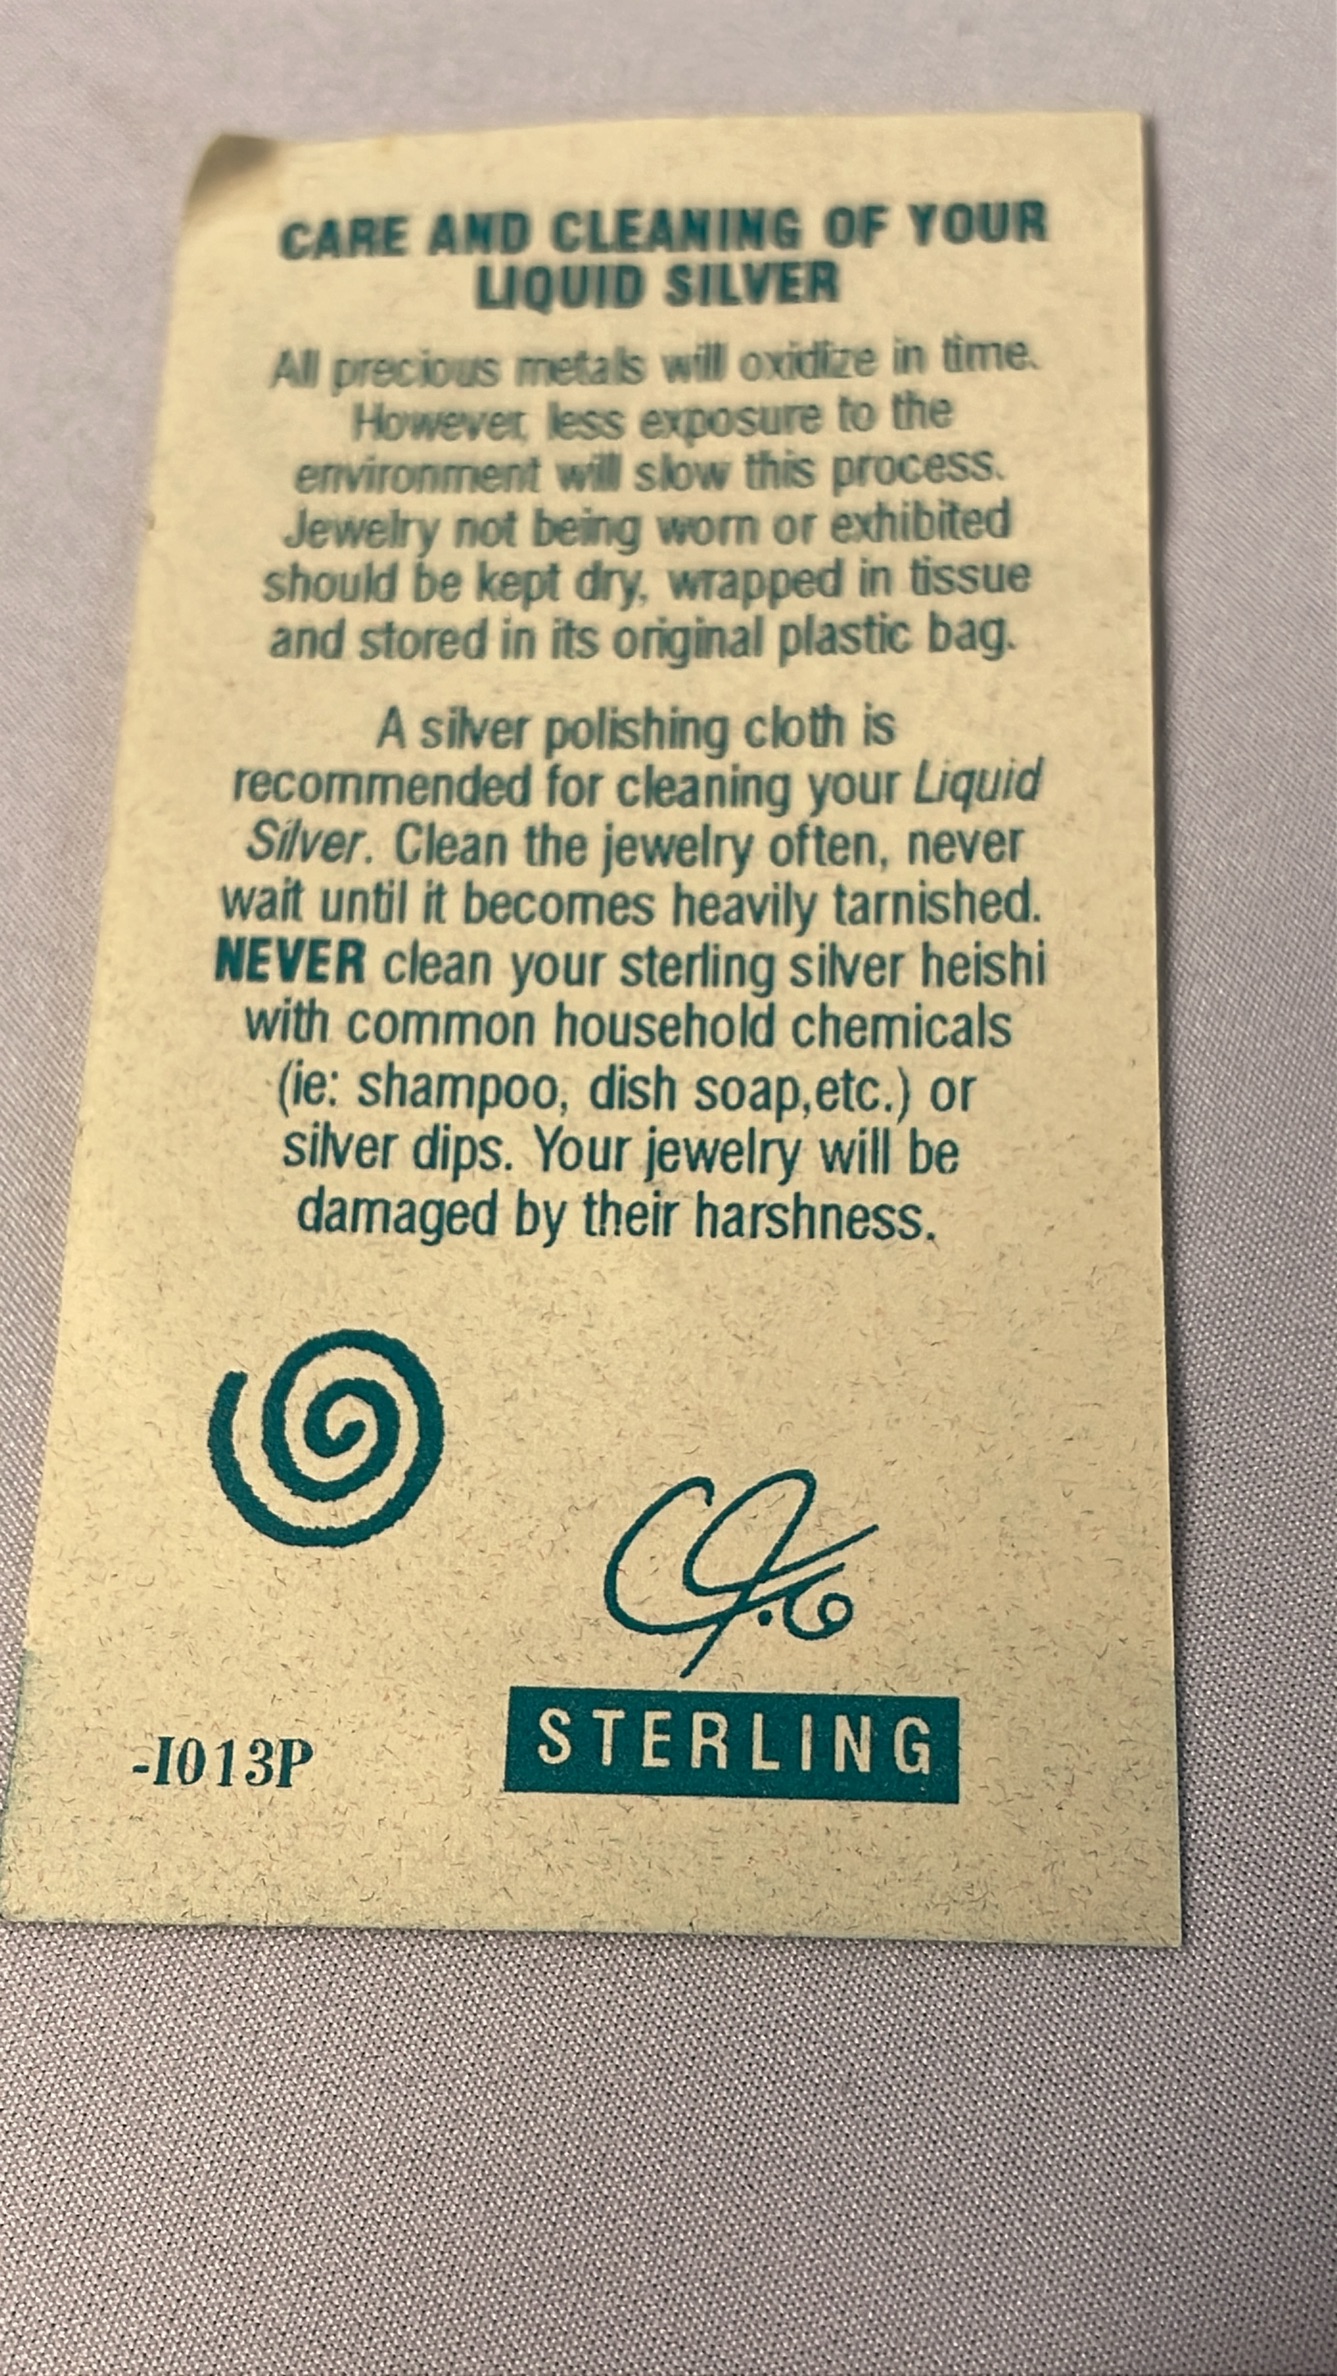 CARE AND CLEANING OF YOUR
LIQUID SILVER
All precious metals will oxidize in time.
However, less exposure to the
environment will slow this process.
Jewelry not being worn or exhibited
should be kept dry, wrapped in tissue
and stored in its original plastic bag.
A silver polishing cloth is
recommended for cleaning your Liquid
Silver. Clean the jewelry often, never
wait until it becomes heavily tarnished.
NEVER clean your sterling silver heishi
with common household chemicals
(ie: shampoo, dish soap,etc.) or
silver dips. Your jewelry will be
damaged by their harshness.
STERLING
-I013P